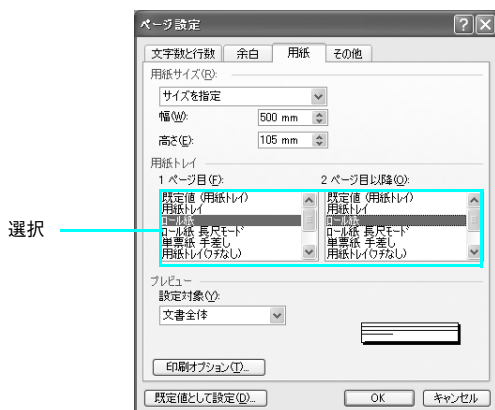 ページ設定
文字数と行数 余白 用紙 その他
用紙サイズ(R):
サイズを指定
幅(W): 500 mm
高さ(E): 105 mm
用紙トレイ
1 ページ目(F): 2 ページ目以降(O):
既定値 (用紙トレイ) 既定値 (用紙トレイ)
用紙トレイ 用紙トレイ
ロール紙 ロール紙
ロール紙 長尺モード ロール紙 長尺モード
単票紙 手差し 単票紙 手差し
用紙トレイ(フチなし) 用紙トレイ(フチなし)
選択
プレビュー
設定対象(Y):
文書全体
印刷オプション(T)...
既定値として設定(D)... OK キャンセル